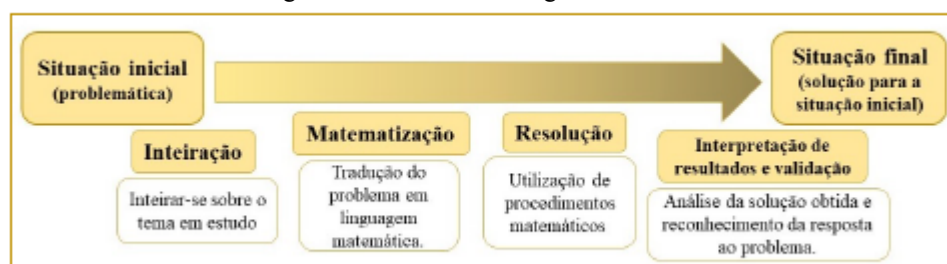 Situação inicial
(problemática)
Situação final
(solução para a
situação inicial)
Inteiração
Inteirar-se sobre o
tema em estudo
Matematização
Tradução do
problema em
linguagem
matemática.
Resolução
Utilização de
procedimentos
matemáticos
Interpretação de
resultados e validação
Análise da solução obtida e
reconhecimento da resposta
ao problema.